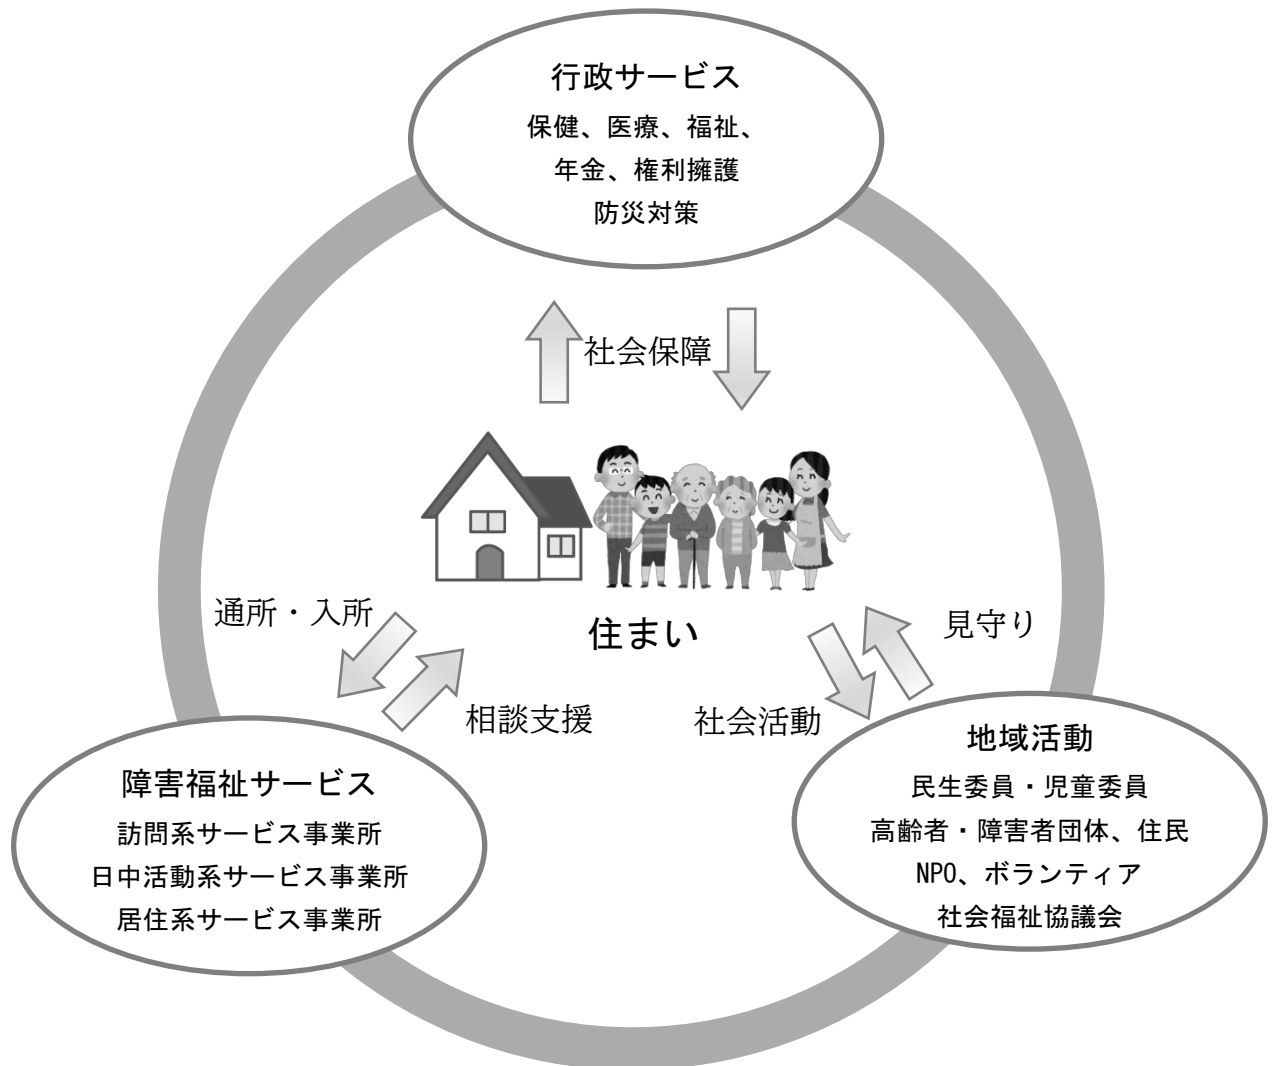 行政サービス
保健、医療、福祉、
年金、権利擁護
防災対策
社会保障
住まい
通所・入所
相談支援
見守り
社会活動
障害福祉サービス
訪問系サービス事業所
日中活動系サービス事業所
居住系サービス事業所
地域活動
民生委員・児童委員
高齢者・障害者団体、住民
NPO、ボランティア
社会福祉協議会